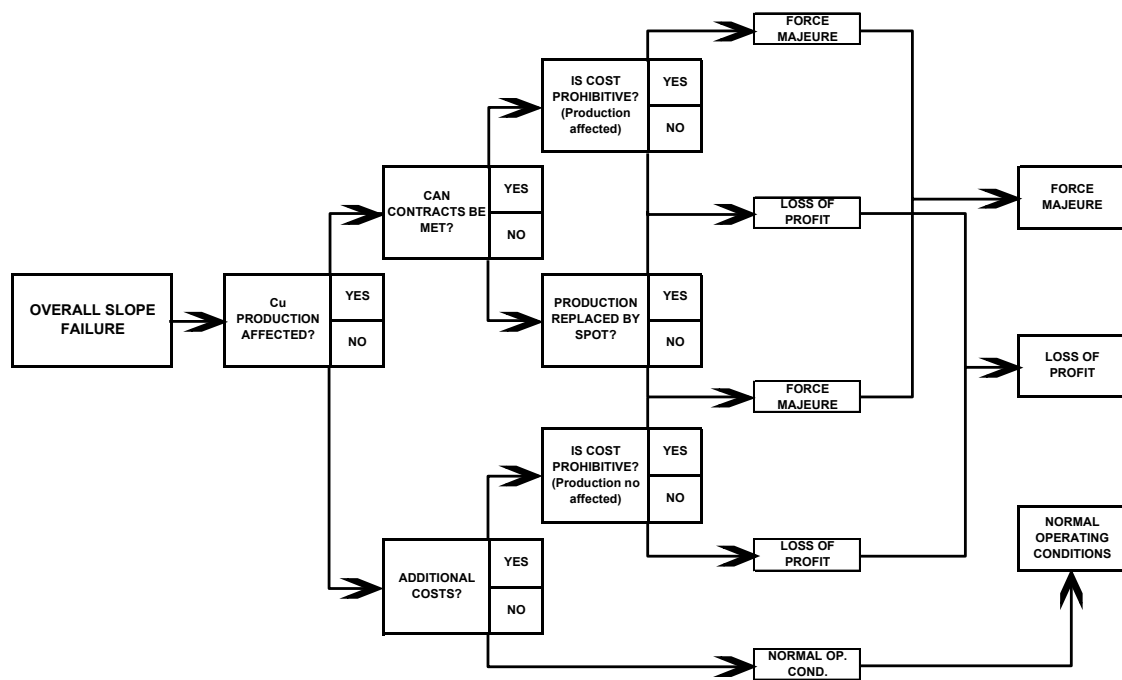 OVERALL SLOPE
FAILURE
Cu
PRODUCTION
AFFECTED?
YES
NO
CAN
CONTRACTS BE
MET?
YES
NO
ADDITIONAL
COSTS?
YES
NO
IS COST
PROHIBITIVE?
(Production
affected)
YES
NO
PRODUCTION
REPLACED BY
SPOT?
YES
NO
IS COST
PROHIBITIVE?
(Production no
affected)
YES
NO
FORCE
MAJEURE
LOSS OF
PROFIT
FORCE
MAJEURE
LOSS OF
PROFIT
NORMAL OP.
COND.
FORCE
MAJEURE
LOSS OF
PROFIT
NORMAL
OPERATING
CONDITIONS